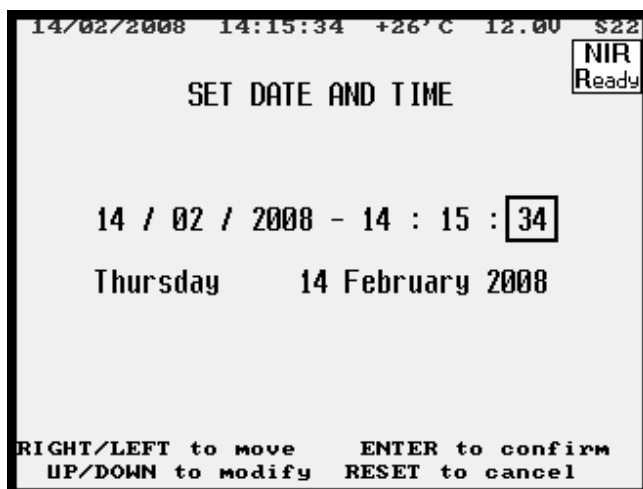 14/02/2008 14:15:34 +26'C 12.0V S22
NIR
Ready
SET DATE AND TIME
14 / 02 / 2008 - 14 : 15 : 34
Thursday 14 February 2008
RIGHT/LEFT to move ENTER to confirm
UP/DOWN to modify RESET to cancel